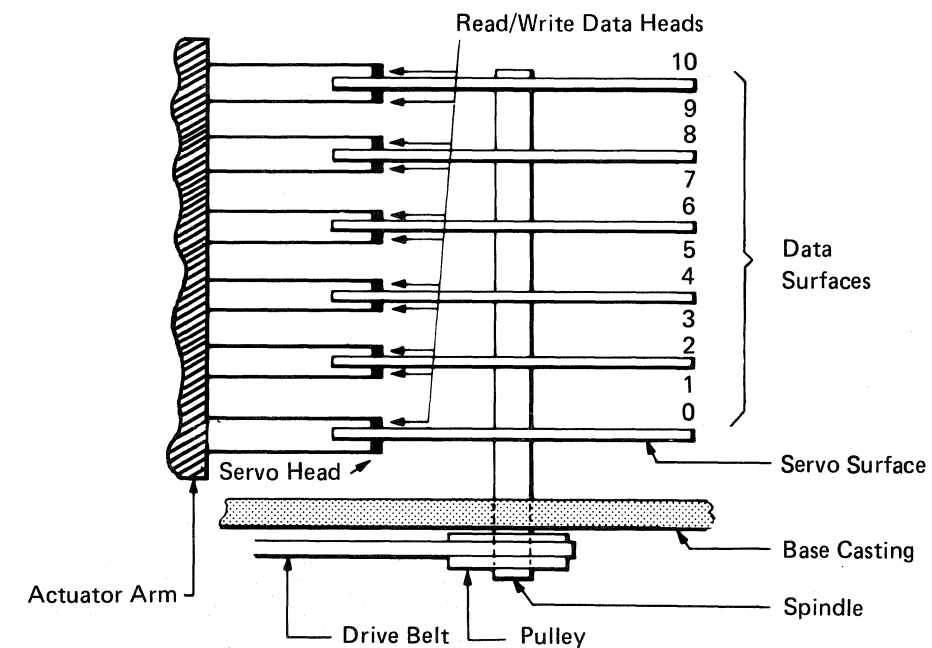 Read/Write Data Heads
10
9
8
7
6
5
4
3
2
1
0
Data
Surfaces
Servo Head
Servo Surface
Base Casting
Actuator Arm
Spindle
Drive Belt
Pulley